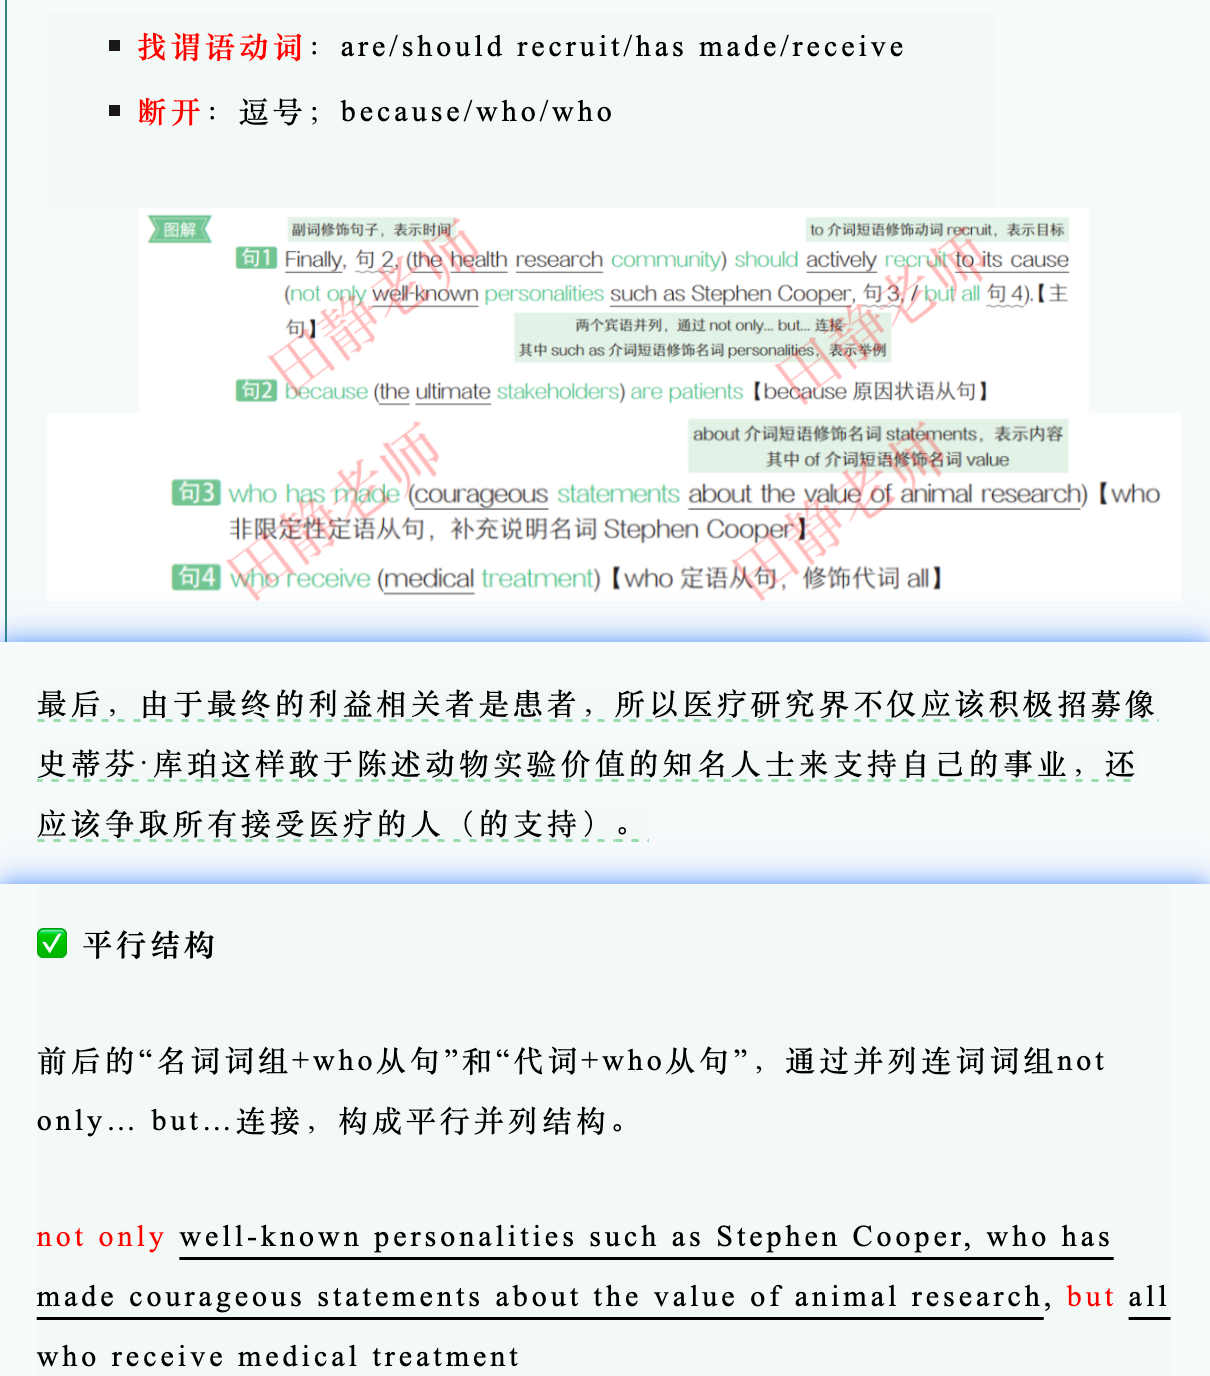 ▪ 找谓语动词：are/should recruit/has made/receive
▪ 断开：逗号；because/who/who
图解
副词修饰句子，表示时间
to 介词短语修饰动词 recruit，表示目标
句1 Finally, 句 2, (the health research community) should actively recruit to its cause
(not only well-known personalities such as Stephen Cooper, 句 3, / but all 句 4).【主
句】
两个宾语并列，通过 not only... but... 连接
其中 such as 介词短语修饰名词 personalities，表示举例
句2 because (the ultimate stakeholders) are patients【because 原因状语从句】
about 介词短语修饰名词 statements，表示内容
其中 of 介词短语修饰名词 value
句3 who has made (courageous statements about the value of animal research)【who
非限定性定语从句，补充说明名词 Stephen Cooper】
句4 who receive (medical treatment)【who 定语从句，修饰代词 all】
田静老师
田静老师
田静老师
田静老师
最后，由于最终的利益相关者是患者，所以医疗研究界不仅应该积极招募像
史蒂芬·库珀这样敢于陈述动物实验价值的知名人士来支持自己的事业，还
应该争取所有接受医疗的人（的支持）。
✅ 平行结构
前后的“名词词组+who从句”和“代词+who从句”，通过并列连词词组not
only… but…连接，构成平行并列结构。
not only well-known personalities such as Stephen Cooper, who has
made courageous statements about the value of animal research, but all
who receive medical treatment